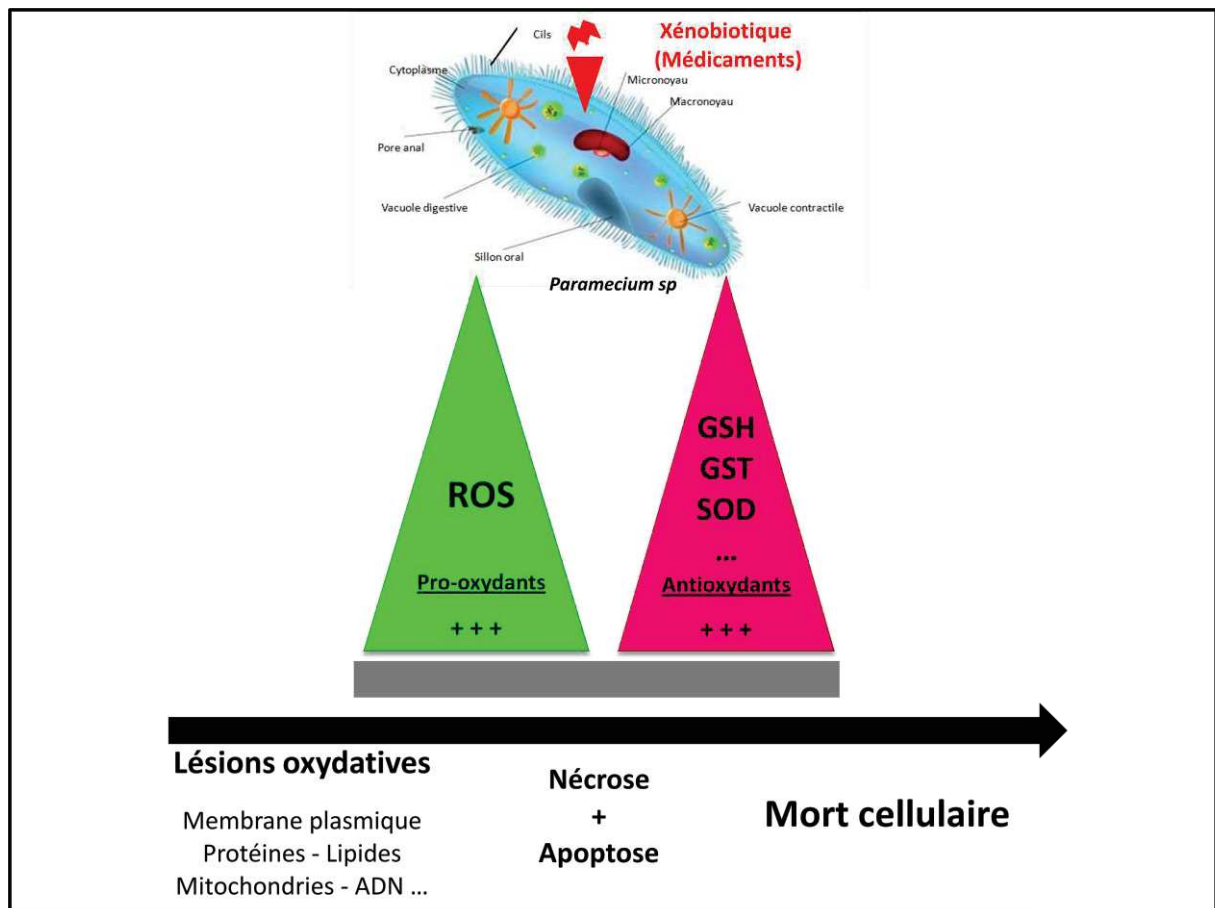 Cils
Xénobiotique
(Médicaments)
Cytoplasme
Micronoyau
Macronoyau
Pore anal
Vacuole digestive
Vacuole contractile
Sillon oral
Paramecium sp
ROS
Pro-oxydants
+ + +
GSH
GST
SOD
...
Antioxydants
+ + +
Lésions oxydatives
Membrane plasmique
Protéines - Lipides
Mitochondries - ADN ...
Nécrose
+
Apoptose
Mort cellulaire